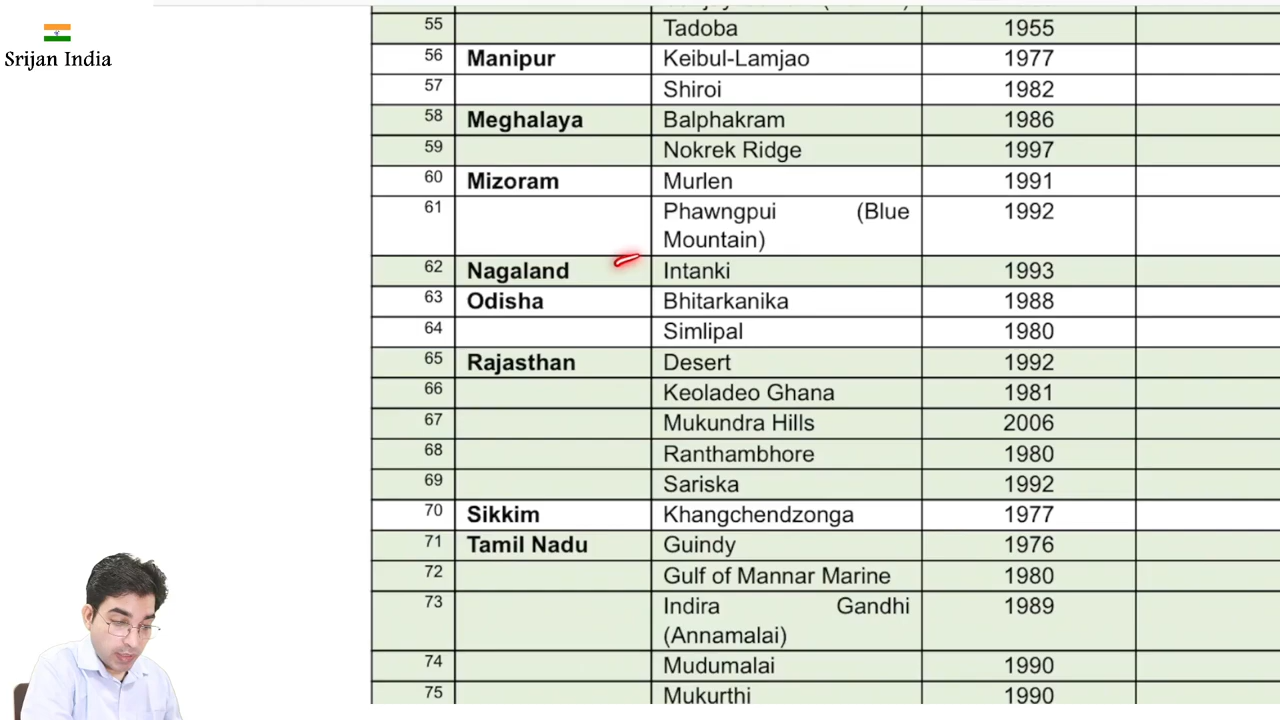 Srijan India
55 Tadoba 1955
56 Manipur Keibul-Lamjao 1977
57 Shiroi 1982
58 Meghalaya Balphakram 1986
59 Nokrek Ridge 1997
60 Mizoram Murlen 1991
61 Phawngpui (Blue 1992
Mountain)
62 Nagaland Intanki 1993
63 Odisha Bhitarkanika 1988
64 Simlipal 1980
65 Rajasthan Desert 1992
66 Keoladeo Ghana 1981
67 Mukundra Hills 2006
68 Ranthambhore 1980
69 Sariska 1992
70 Sikkim Khangchendzonga 1977
71 Tamil Nadu Guindy 1976
72 Gulf of Mannar Marine 1980
73 Indira Gandhi 1989
(Annamalai)
74 Mudumalai 1990
75 Mukurthi 1990